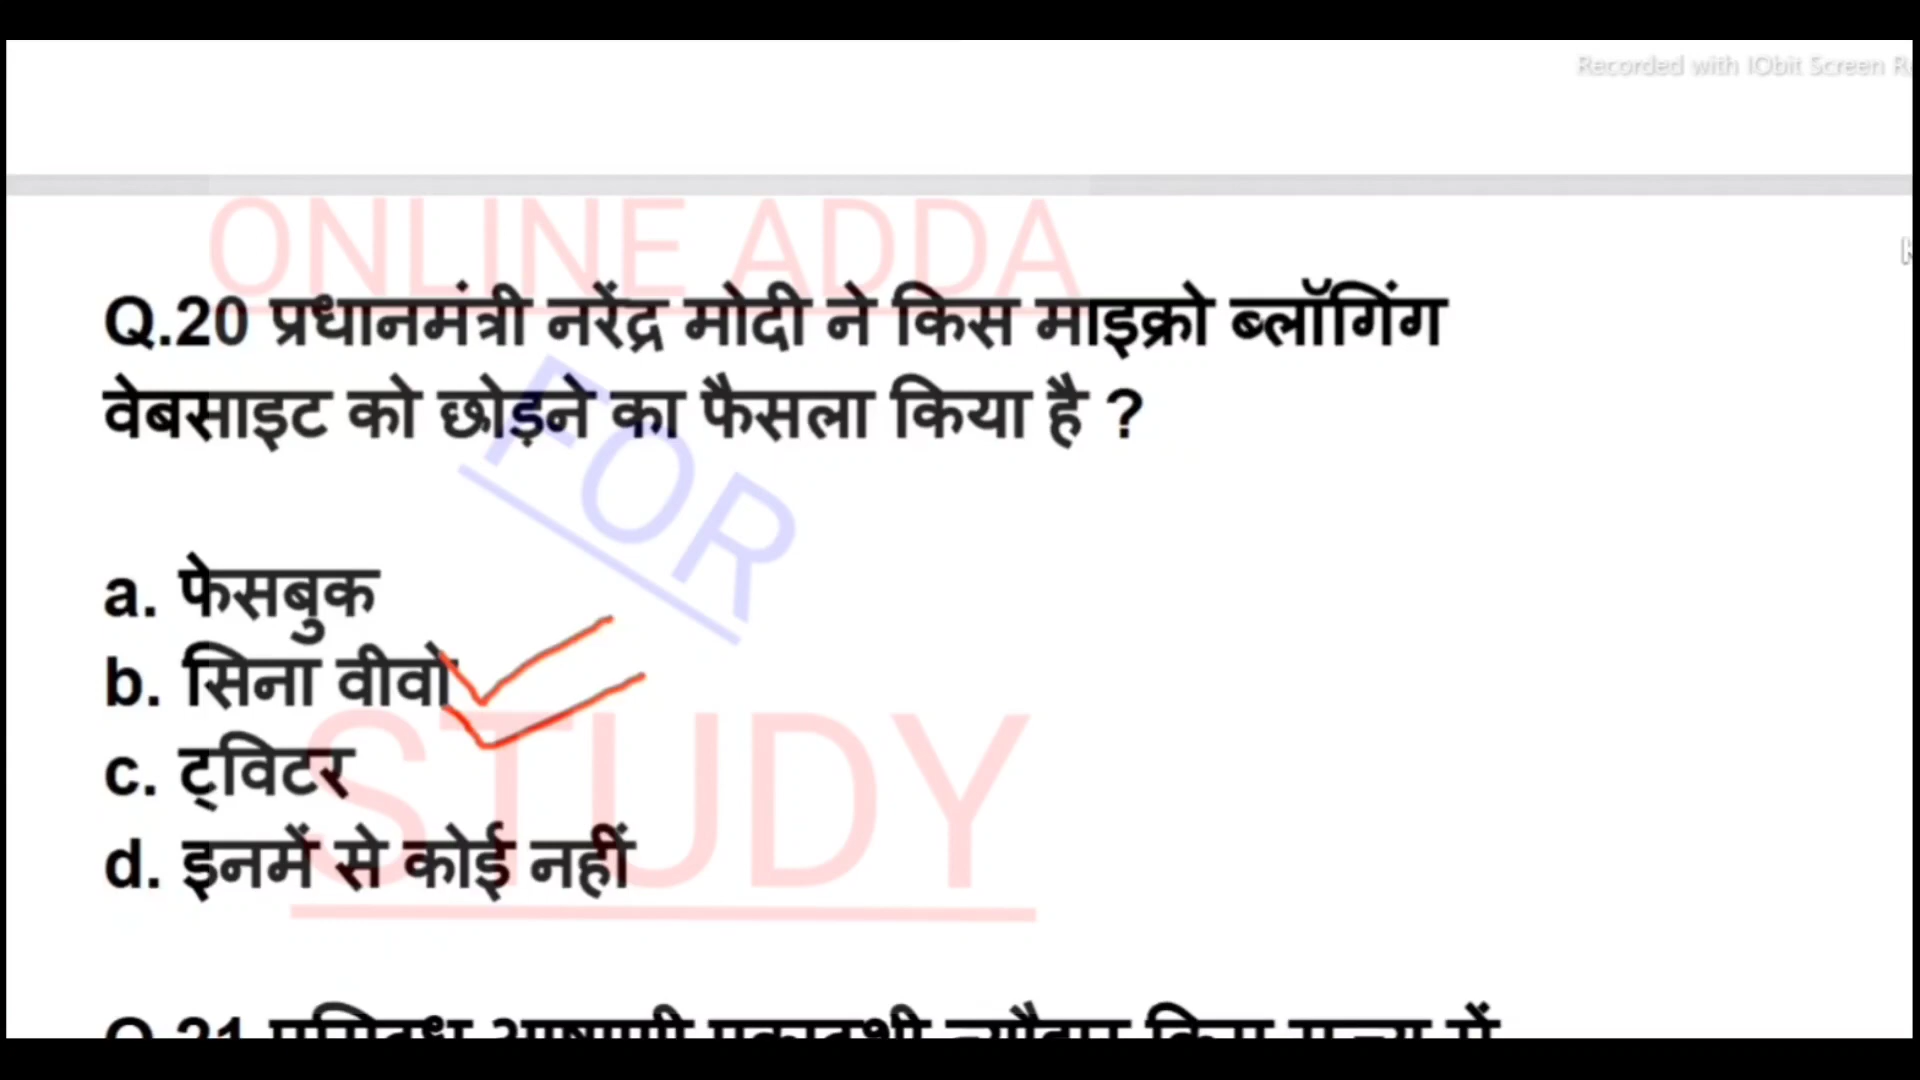 Recorded with IObit Screen R
ONLINE ADDA
Q.20 प्रधानमंत्री नरेंद्र मोदी ने किस माइक्रो ब्लॉगिंग
वेबसाइट को छोड़ने का फैसला किया है ?
FOR
a. फेसबुक
b. सिना वीवो
c. ट्विटर
d. इनमें से कोई नहीं
STUDY
Q.21